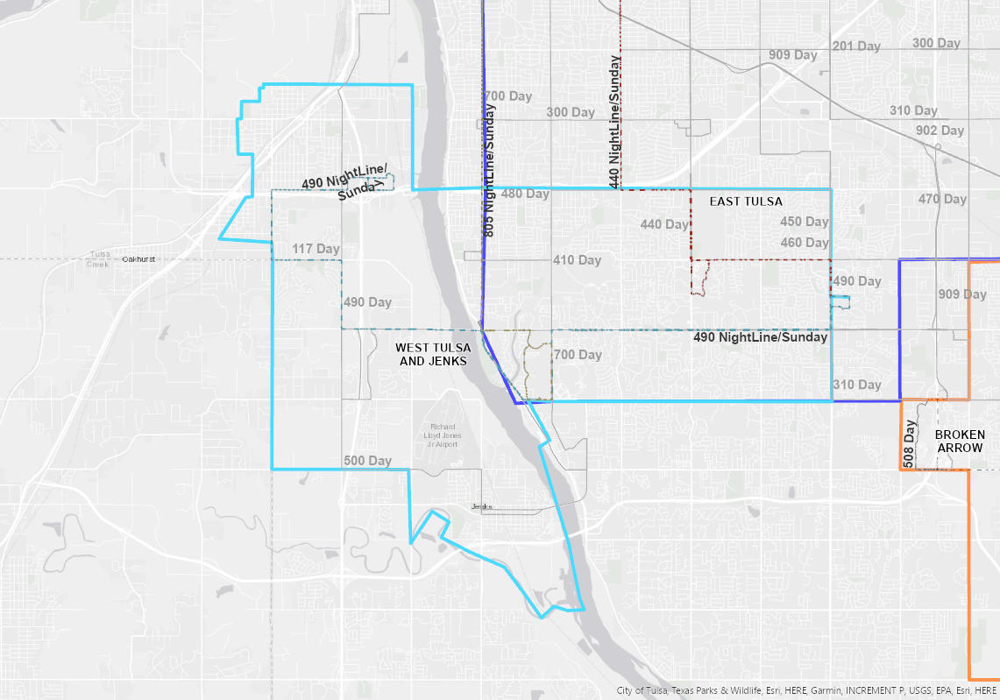 201 Day
300 Day
909 Day
440 NightLine/Sunday
700 Day
300 Day
310 Day
902 Day
805 NightLine/Sunday
490 NightLine/
Sunday
480 Day
EAST TULSA
470 Day
440 Day
450 Day
460 Day
117 Day
Tulsa
Creek
Oakhurst
410 Day
490 Day
909 Day
490 Day
490 NightLine/Sunday
WEST TULSA
AND JENKS
700 Day
310 Day
Richard
Lloyd Jones
Jr Airport
508 Day
BROKEN
ARROW
500 Day
Jenks
City of Tulsa, Texas Parks & Wildlife, Esri, HERE, Garmin, INCREMENT P, USGS, EPA, Esri, HERE